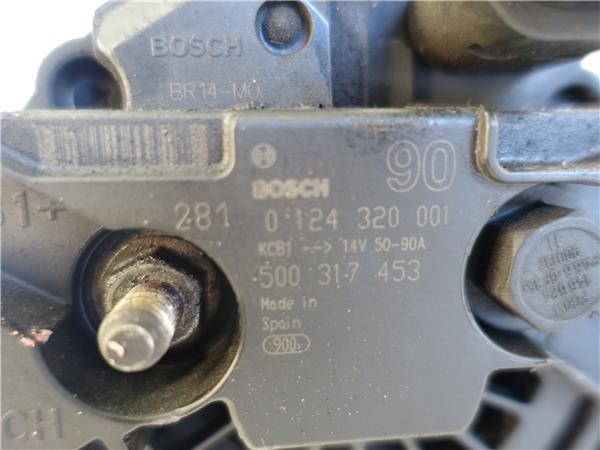 BOSCH
BR14-M0
90
BOSCH
281 0 124 320 001
KCB1 --> 14V 50-90A
500 317 453
Made in
Spain
900